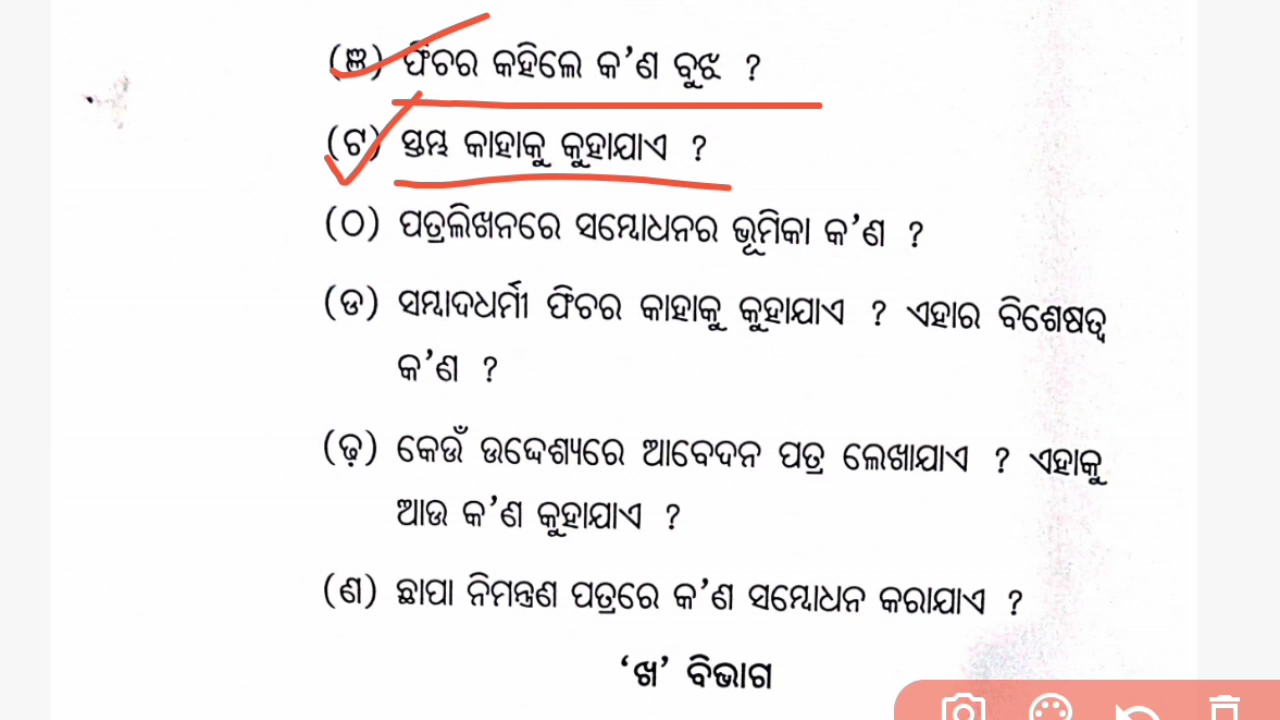 (ଞ) ଫିଚର କହିଲେ କ'ଣ ବୁଝ ?
(ଟ) ସ୍ତମ୍ଭ କାହାକୁ କୁହାଯାଏ ?
(ଠ) ପତ୍ରଲିଖନରେ ସମ୍ବୋଧନର ଭୂମିକା କ'ଣ ?
(ଡ) ସମ୍ବାଦଧର୍ମୀ ଫିଚର କାହାକୁ କୁହାଯାଏ ? ଏହାର ବିଶେଷତ୍ୱ
କ'ଣ ?
(ଢ଼) କେଉଁ ଉଦ୍ଦେଶ୍ୟରେ ଆବେଦନ ପତ୍ର ଲେଖାଯାଏ ? ଏହାକୁ
ଆଉ କ'ଣ କୁହାଯାଏ ?
(ଣ) ଛାପା ନିମନ୍ତ୍ରଣ ପତ୍ରରେ କ'ଣ ସମ୍ବୋଧନ କରାଯାଏ ?
‘ଖ’ ବିଭାଗ